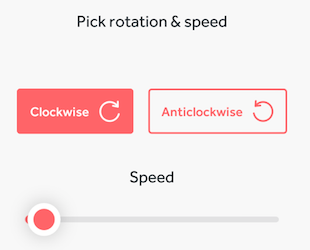 Pick rotation & speed
Clockwise
Anticlockwise
Speed